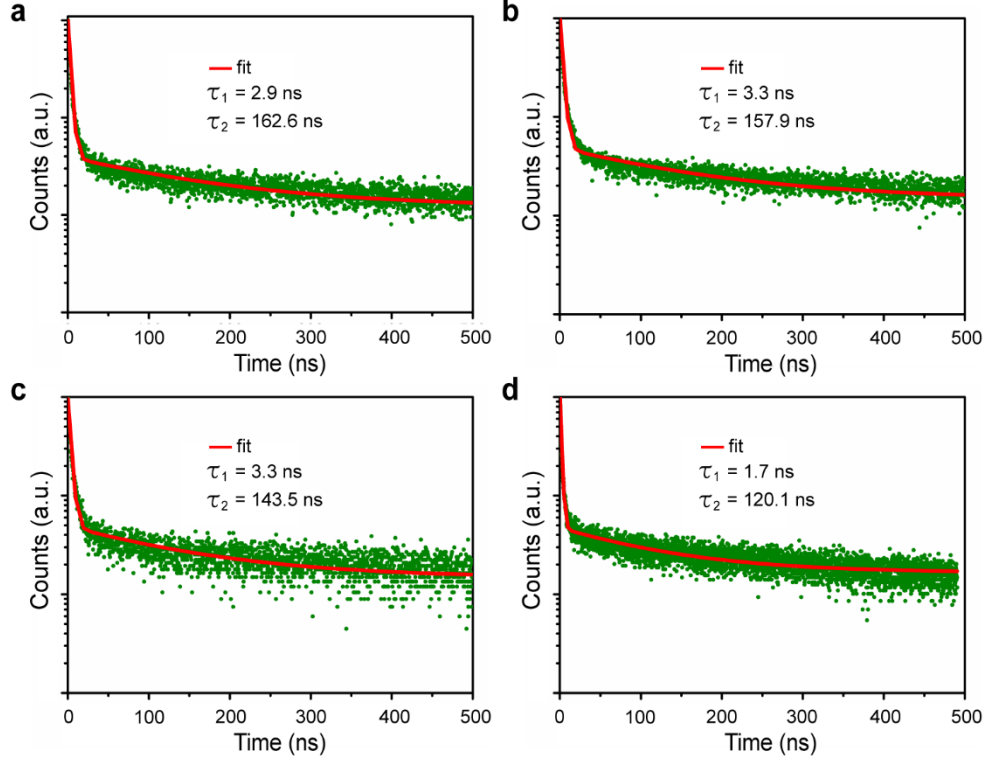 a
Counts (a.u.)
fit
τ1 = 2.9 ns
τ2 = 162.6 ns
0 100 200 300 400 500
Time (ns)
b
Counts (a.u.)
fit
τ1 = 3.3 ns
τ2 = 157.9 ns
0 100 200 300 400 500
Time (ns)
c
Counts (a.u.)
fit
τ1 = 3.3 ns
τ2 = 143.5 ns
0 100 200 300 400 500
Time (ns)
d
Counts (a.u.)
fit
τ1 = 1.7 ns
τ2 = 120.1 ns
0 100 200 300 400 500
Time (ns)